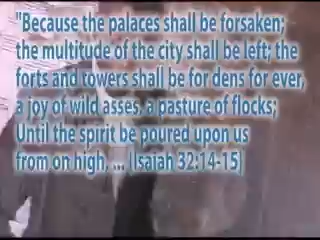 "Because the palaces shall be forsaken;
the multitude of the city shall be left; the
forts and towers shall be for dens for ever,
a joy of wild asses, a pasture of flocks;
Until the spirit be poured upon us
from on high, ... (Isaiah 32:14-15)